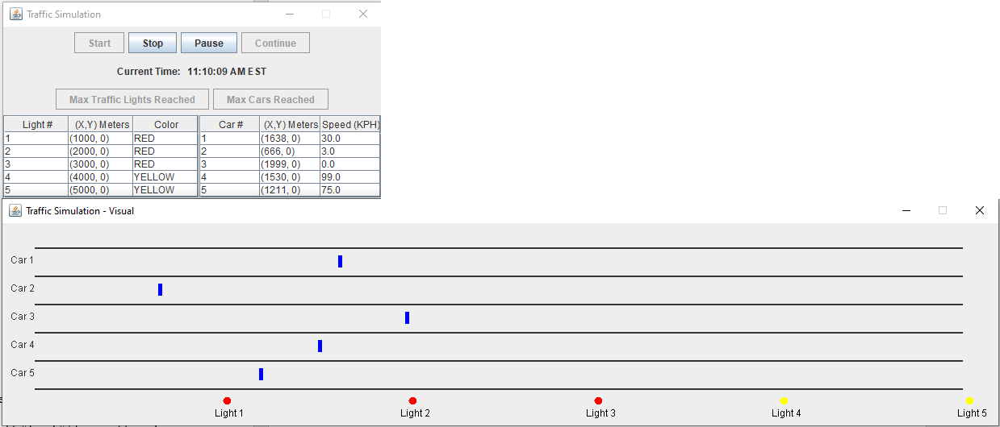 Traffic Simulation
Start Stop Pause Continue
Current Time: 11:10:09 AM EST
Max Traffic Lights Reached Max Cars Reached
Light # (X,Y) Meters Color Car # (X,Y) Meters Speed (KPH)
1 (1000, 0) RED 1 (1638, 0) 30.0
2 (2000, 0) RED 2 (666, 0) 3.0
3 (3000, 0) RED 3 (1999, 0) 0.0
4 (4000, 0) YELLOW 4 (1530, 0) 99.0
5 (5000, 0) YELLOW 5 (1211, 0) 75.0
Traffic Simulation - Visual
Car 1
Car 2
Car 3
Car 4
Car 5
Light 1 Light 2 Light 3 Light 4 Light 5